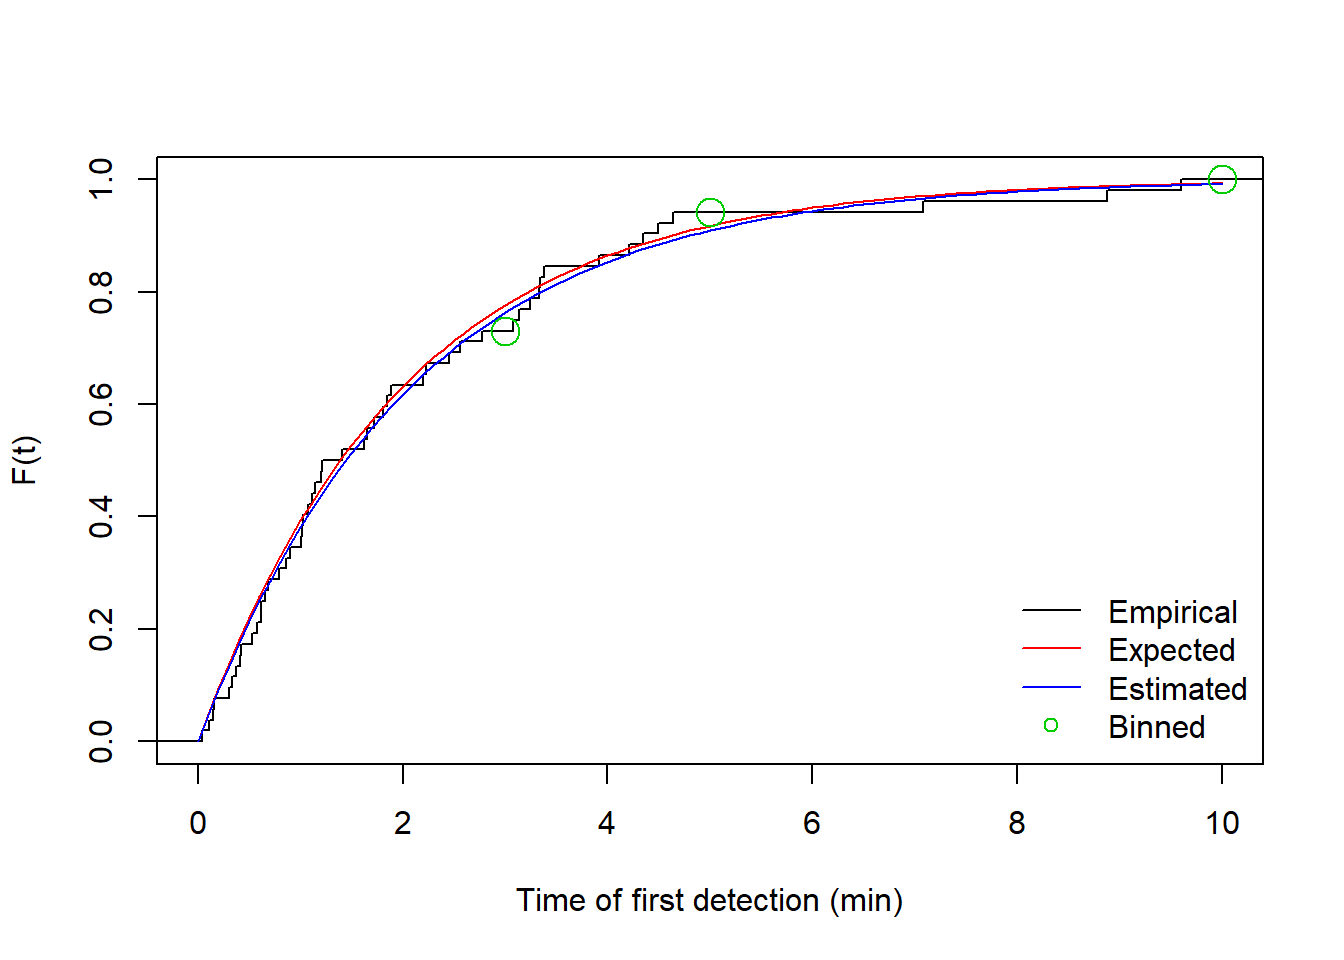 F(t)
1.0
0.8
0.6
0.4
0.2
0.0
Empirical
Expected
Estimated
Binned
0 2 4 6 8 10
Time of first detection (min)